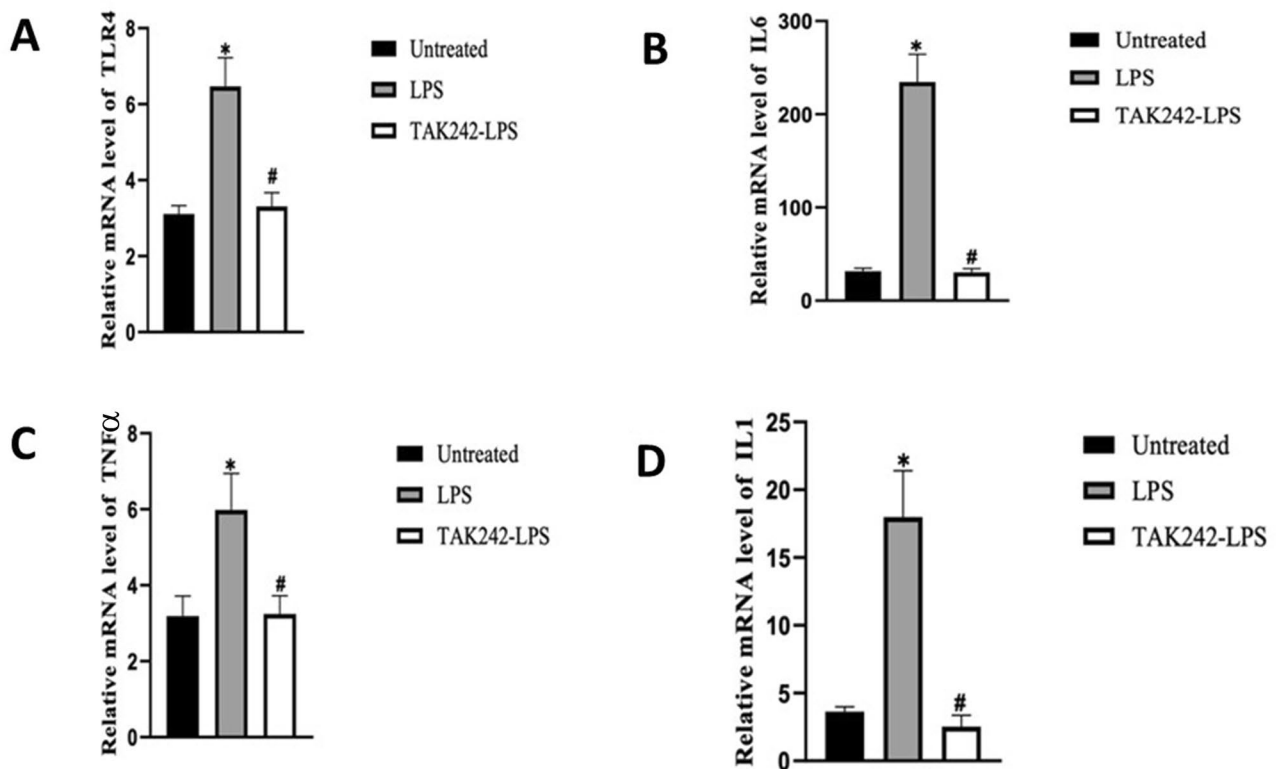 A
Relative mRNA level of TLR4
8
6
4
2
0
*
#
Untreated
LPS
TAK242-LPS
B
Relative mRNA level of IL6
300
200
100
0
*
#
Untreated
LPS
TAK242-LPS
C
Relative mRNA level of TNFα
8
6
4
2
0
*
#
Untreated
LPS
TAK242-LPS
D
Relative mRNA level of IL1
25
20
15
10
5
0
*
#
Untreated
LPS
TAK242-LPS